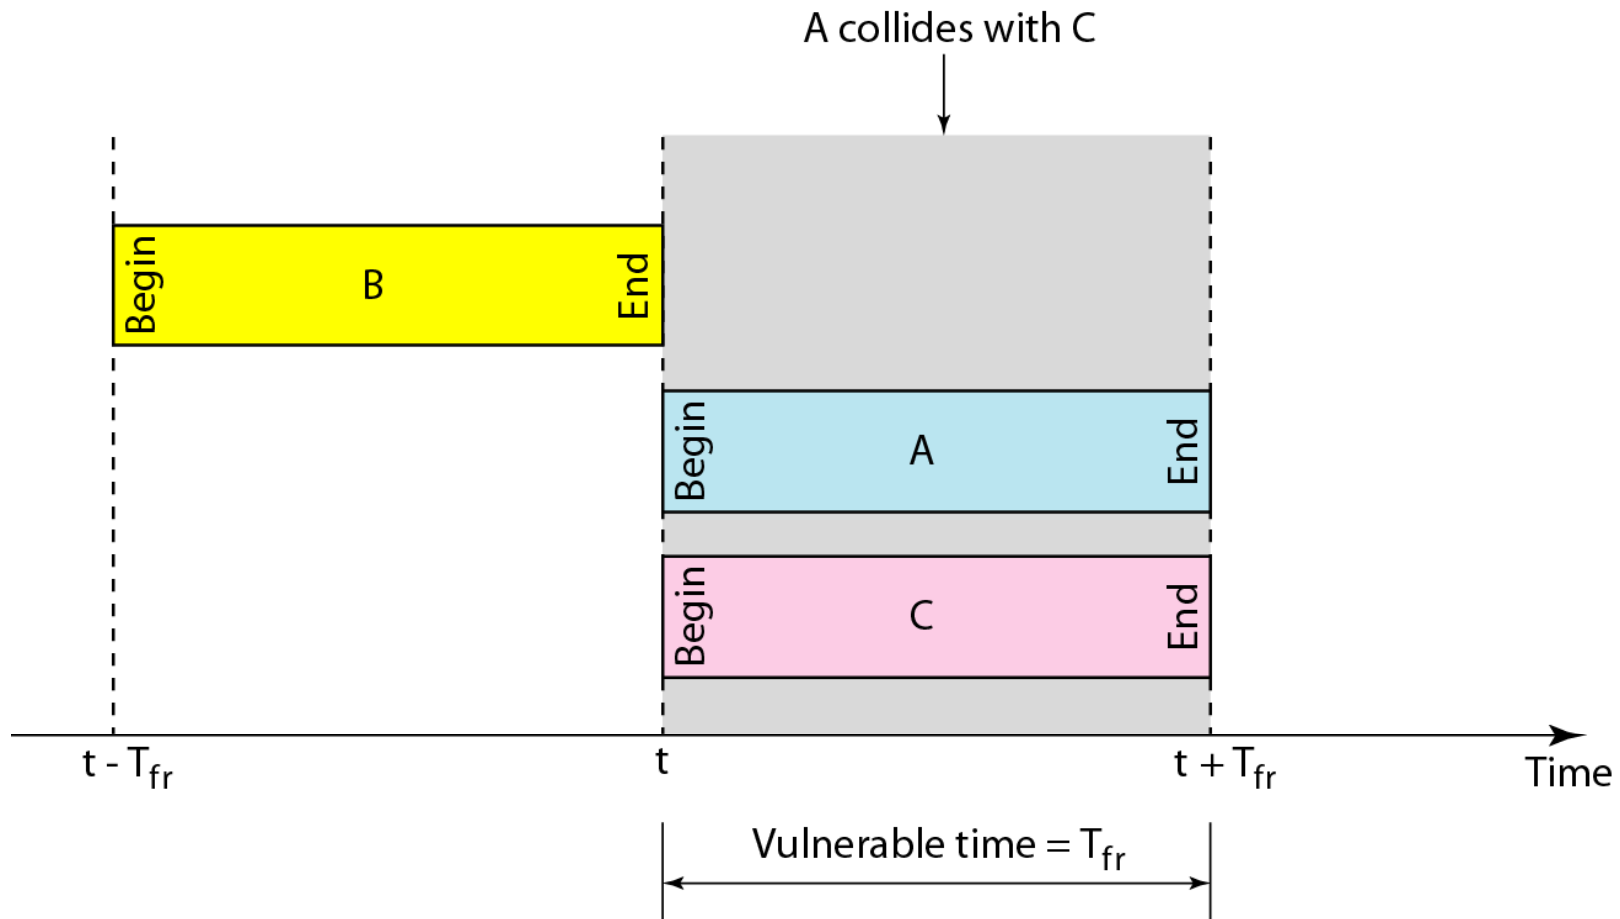 A collides with C
Begin B End
Begin A End
Begin C End
t - Tfr t t + Tfr Time
Vulnerable time = Tfr